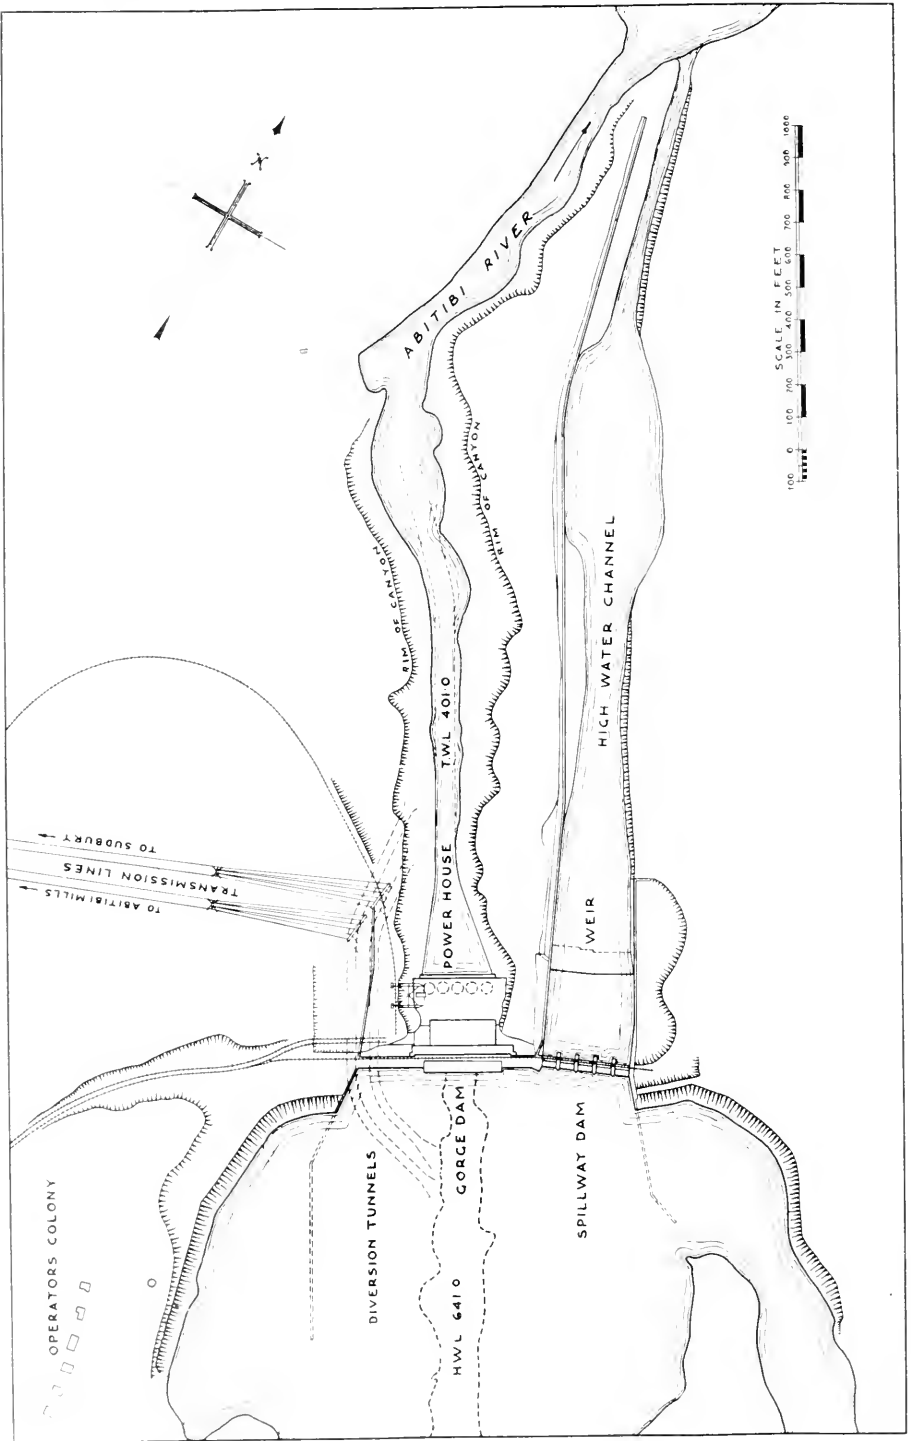 ABITIBI RIVER
N
SCALE IN FEET
100 0 100 200 300 400 500 600 700 800 900 1000
RIM OF CANYON
RIM OF CANYON
HIGH WATER CHANNEL
T.W.L 401.0
POWER HOUSE
WEIR
TO SUDBURY
TRANSMISSION LINES
TO ABITIBI MILLS
GORGE DAM
SPILLWAY DAM
DIVERSION TUNNELS
HWL 641.0
OPERATORS COLONY